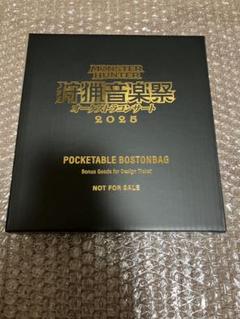 MONSTER
HUNTER
狩猟音楽祭
オーケストラコンサート
2025
POCKETABLE BOSTONBAG
Bonus Goods for Design Ticket
NOT FOR SALE